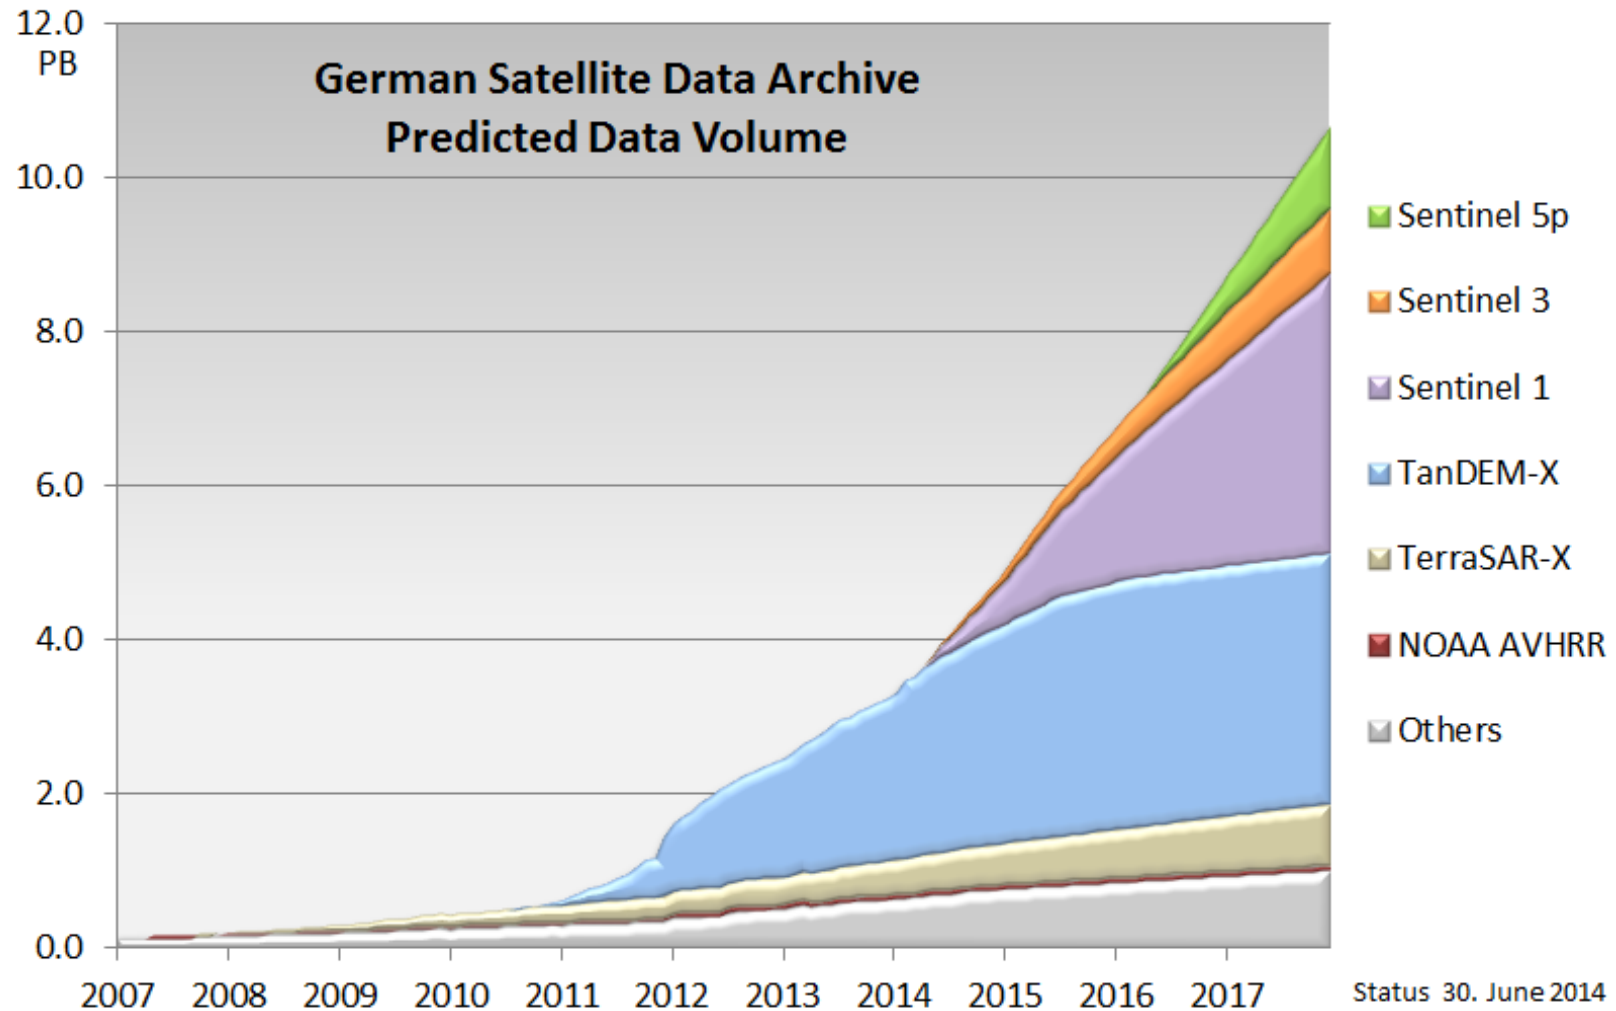 12.0
PB
German Satellite Data Archive
Predicted Data Volume
10.0
8.0
6.0
4.0
2.0
0.0
2007 2008 2009 2010 2011 2012 2013 2014 2015 2016 2017
Sentinel 5p
Sentinel 3
Sentinel 1
TanDEM-X
TerraSAR-X
NOAA AVHRR
Others
Status 30. June 2014